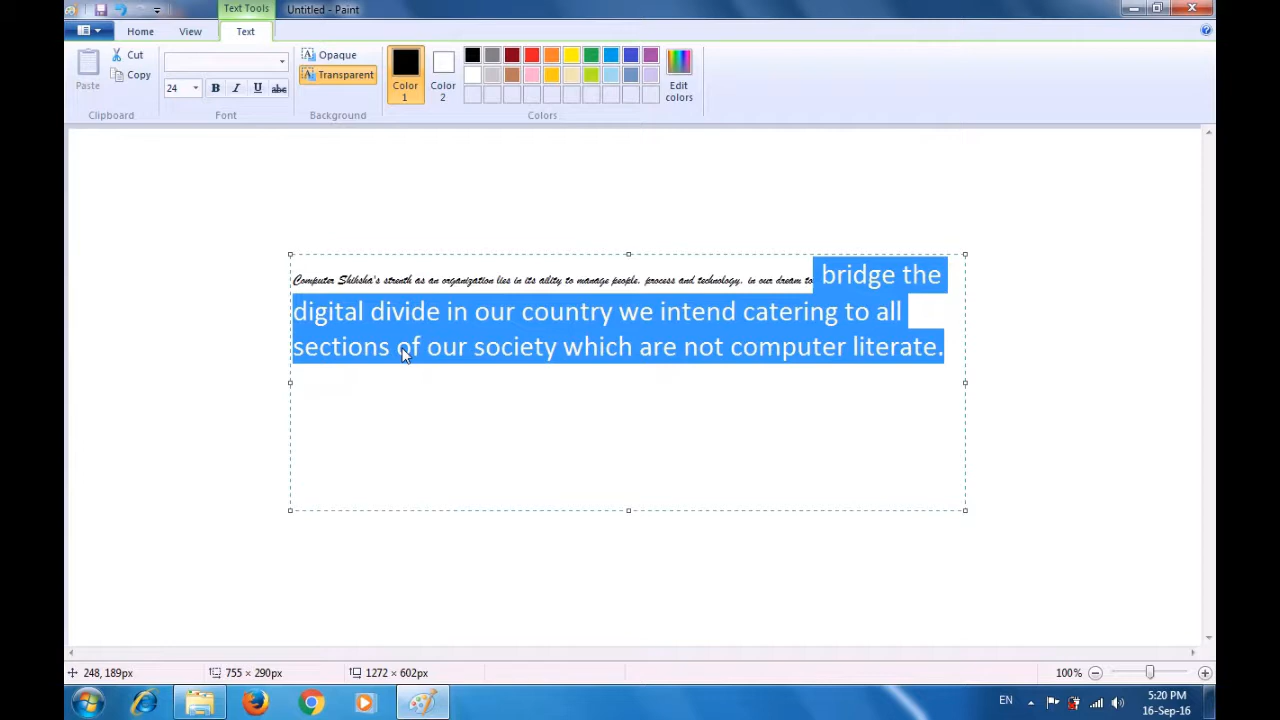 Text Tools
Untitled - Paint
Home
View
Text
Paste
Cut
Copy
Clipboard
24
B I U abc
Font
Opaque
Transparent
Background
Color 1
Color 2
Edit colors
Colors
Computer Shiksha's strenth as an organization lies in its aility to manage people, process and technology, in our dream to bridge the
digital divide in our country we intend catering to all
sections of our society which are not computer literate.
248, 189px
755 × 290px
1272 × 602px
100%
EN
5:20 PM
16-Sep-16